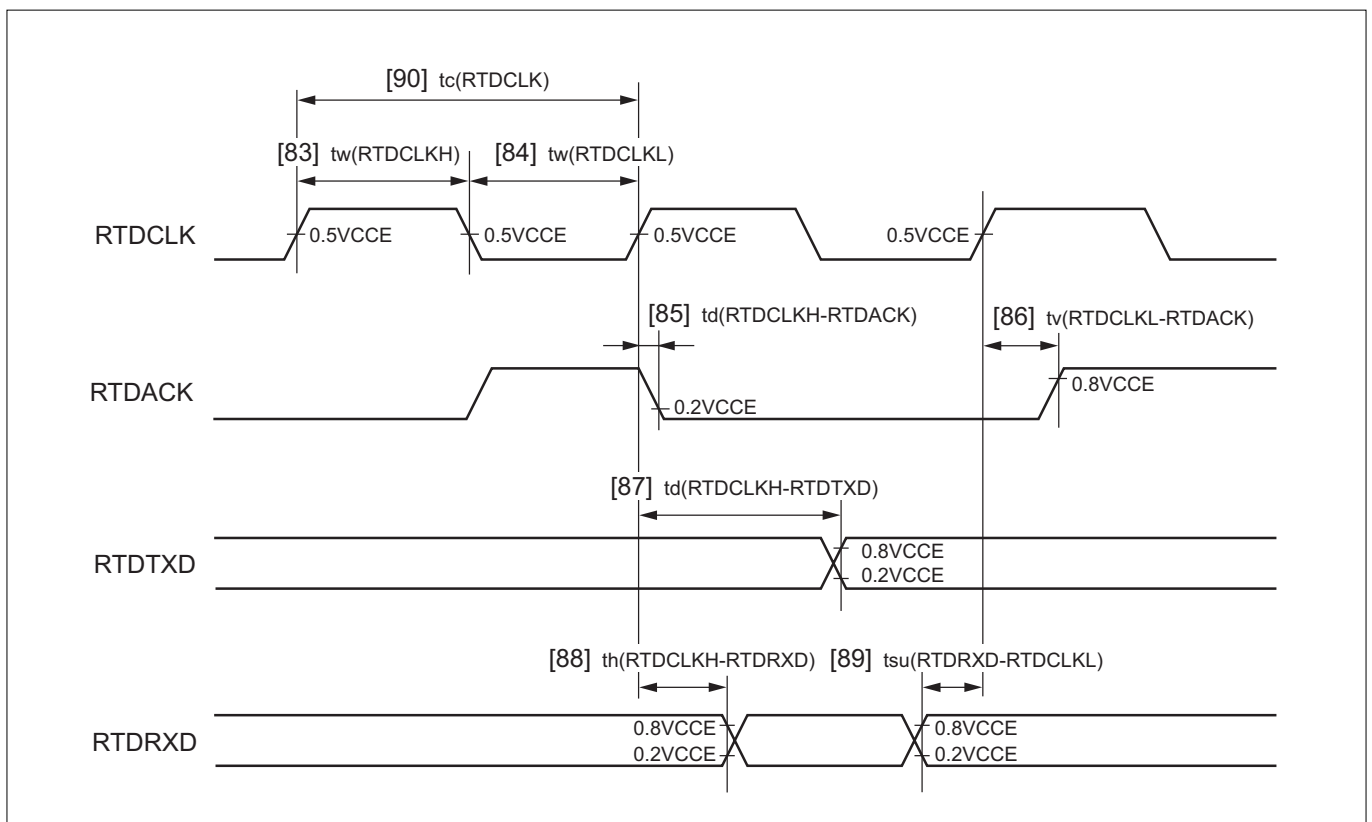 [90] tc(RTDCLK)
[83] tw(RTDCLKH) [84] tw(RTDCLKL)
RTDCLK 0.5VCCE 0.5VCCE 0.5VCCE 0.5VCCE
[85] td(RTDCLKH-RTDACK) [86] tv(RTDCLKL-RTDACK)
RTDACK 0.2VCCE 0.8VCCE
[87] td(RTDCLKH-RTDTXD)
RTDTXD 0.8VCCE
0.2VCCE
[88] th(RTDCLKH-RTDRXD) [89] tsu(RTDRXD-RTDCLKL)
RTDRXD 0.8VCCE 0.8VCCE
0.2VCCE 0.2VCCE